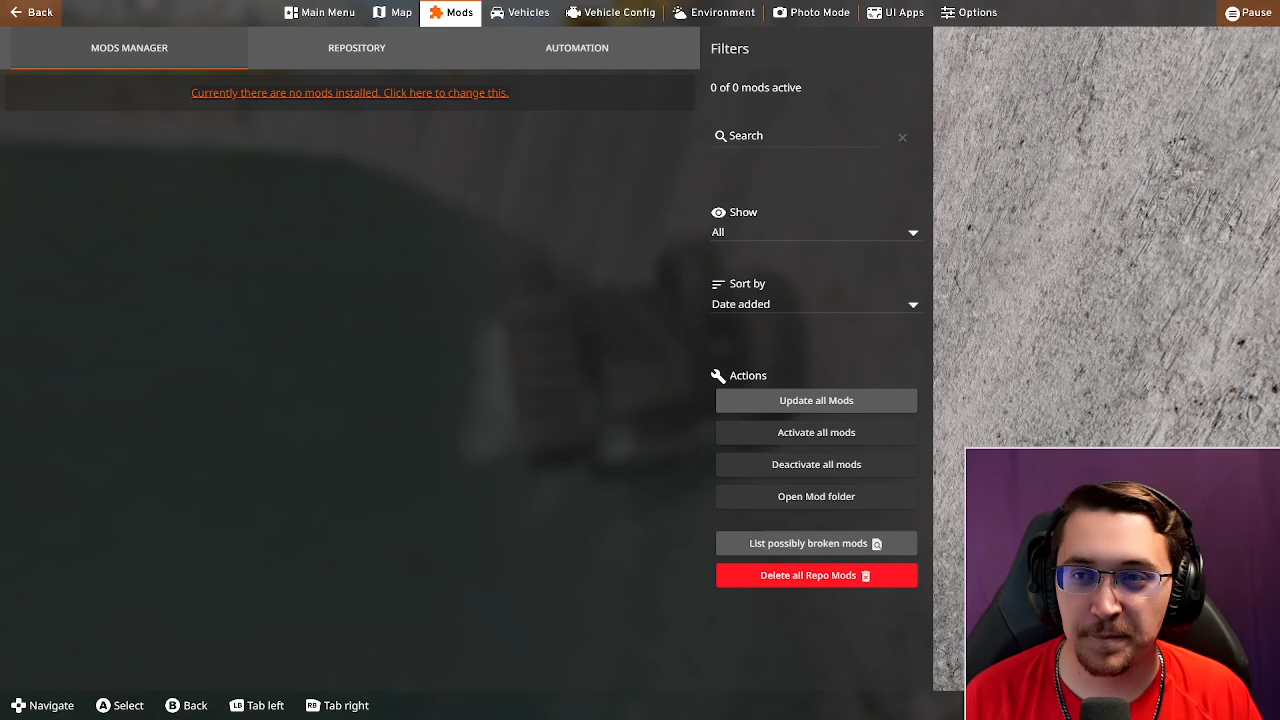 Back
Main Menu
Map
Mods
Vehicles
Vehicle Config
Environment
Photo Mode
UI Apps
Options
Pause
MODS MANAGER
REPOSITORY
AUTOMATION
Currently there are no mods installed. Click here to change this.
Filters
0 of 0 mods active
Search
Show
All
Sort by
Date added
Actions
Update all Mods
Activate all mods
Deactivate all mods
Open Mod folder
List possibly broken mods
Delete all Repo Mods
Navigate
A Select
B Back
LB Tab left
RB Tab right